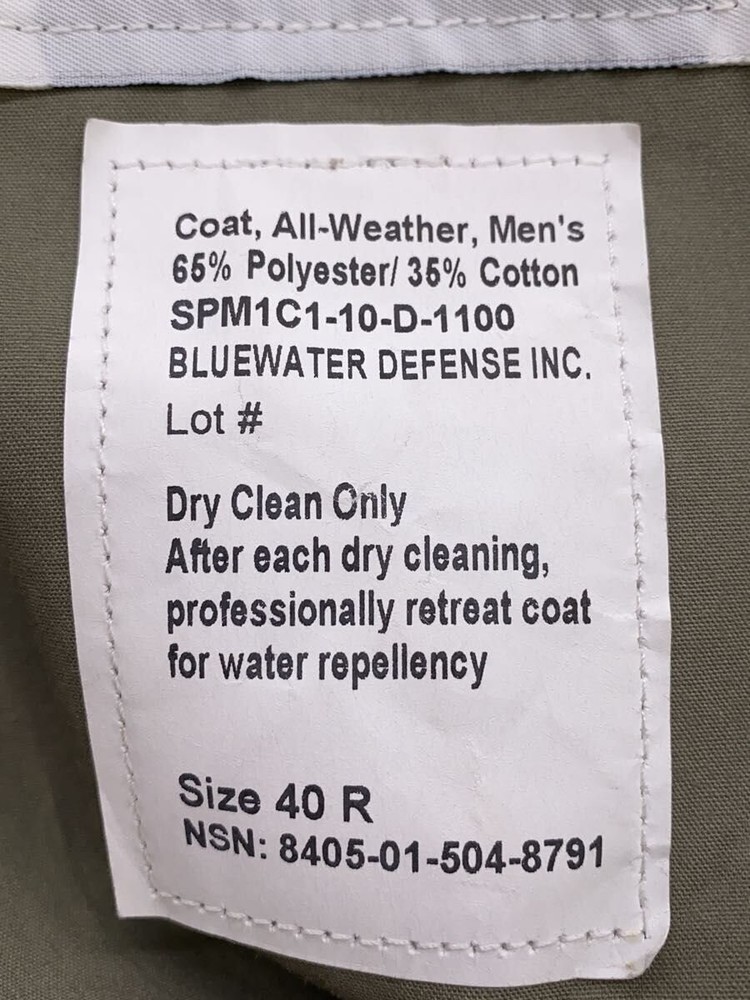 Coat, All-Weather, Men's
65% Polyester/ 35% Cotton
SPM1C1-10-D-1100
BLUEWATER DEFENSE INC.
Lot #
Dry Clean Only
After each dry cleaning,
professionally retreat coat
for water repellency
Size 40 R
NSN: 8405-01-504-8791